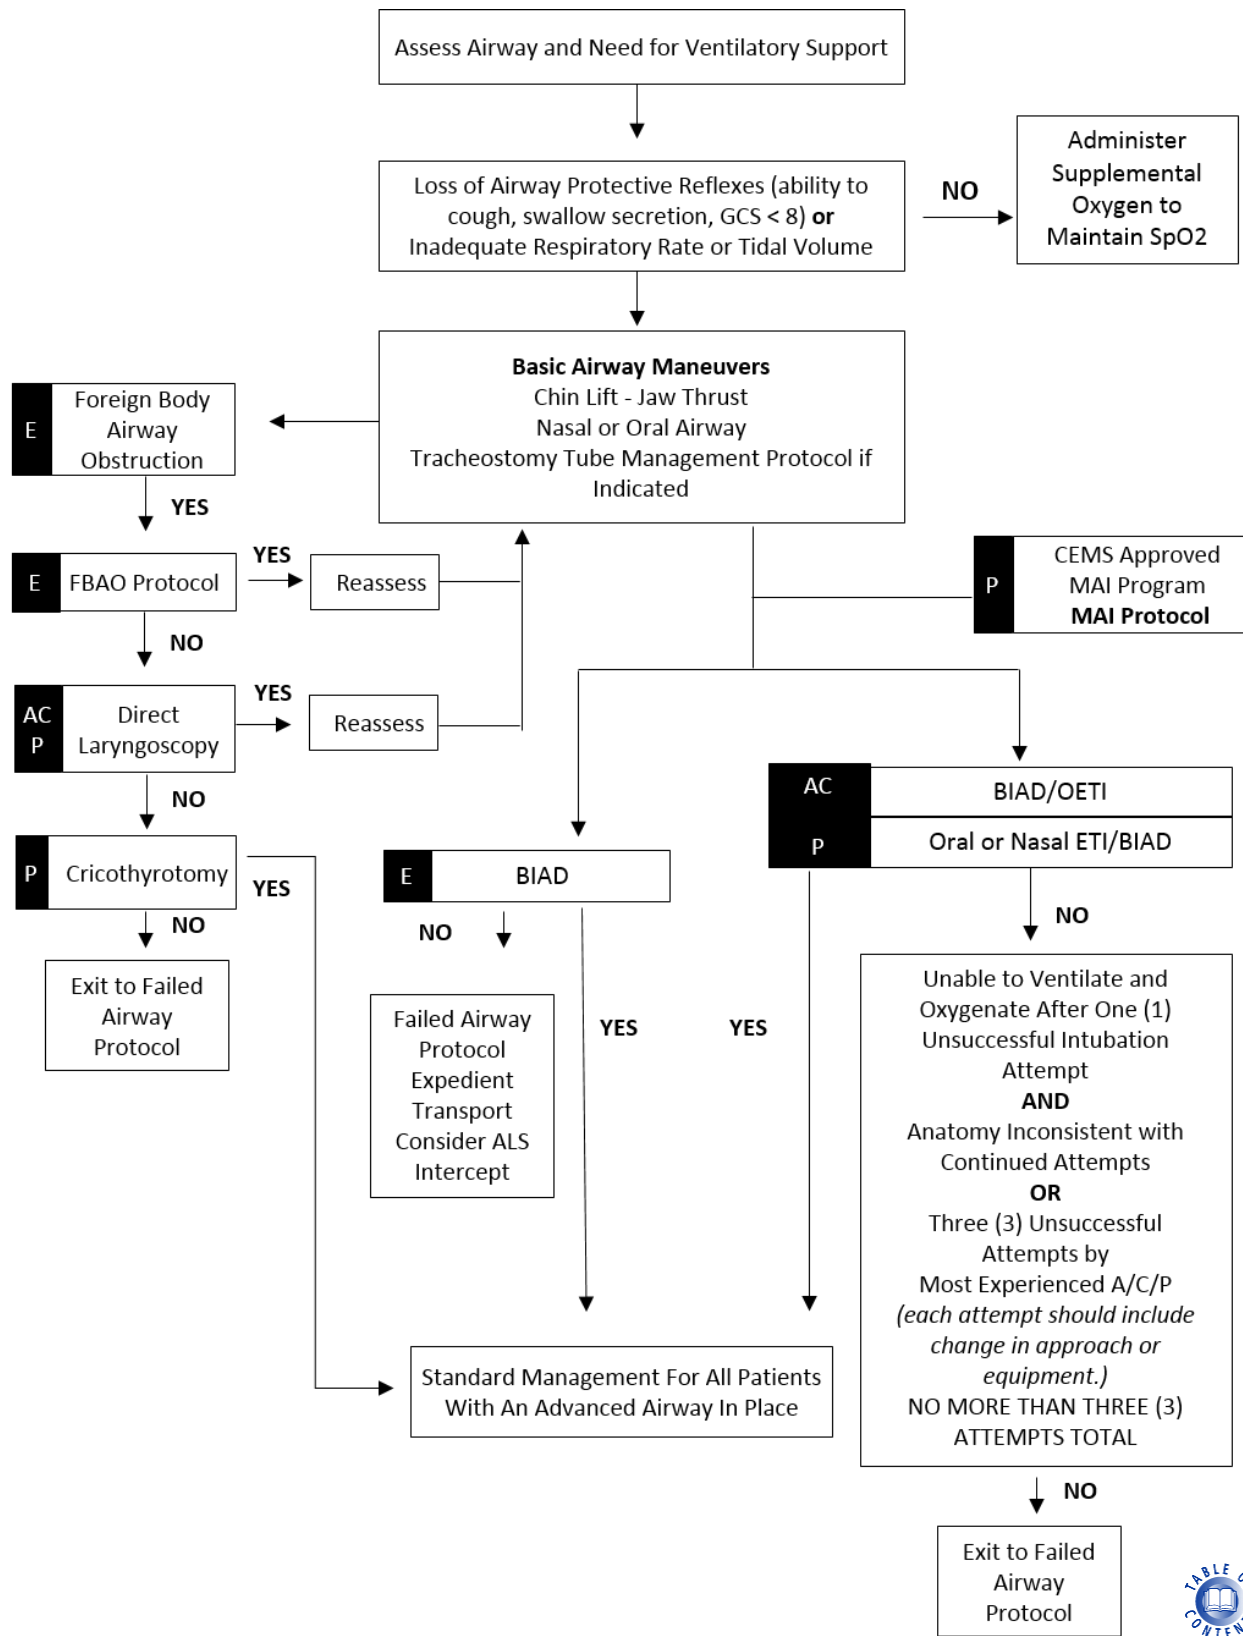 Assess Airway and Need for Ventilatory Support
Loss of Airway Protective Reflexes (ability to
cough, swallow secretion, GCS < 8) or
Inadequate Respiratory Rate or Tidal Volume
NO
Administer
Supplemental
Oxygen to
Maintain SpO2
Basic Airway Maneuvers
Chin Lift - Jaw Thrust
Nasal or Oral Airway
Tracheostomy Tube Management Protocol if
Indicated
E
Foreign Body
Airway
Obstruction
YES
E
FBAO Protocol
YES
Reassess
NO
AC
P
Direct
Laryngoscopy
YES
Reassess
NO
P
Cricothyrotomy
YES
NO
Exit to Failed
Airway
Protocol
P
CEMS Approved
MAI Program
MAI Protocol
E
BIAD
NO
Failed Airway
Protocol
Expedient
Transport
Consider ALS
Intercept
YES
AC
P
BIAD/OETI
Oral or Nasal ETI/BIAD
YES
NO
Unable to Ventilate and
Oxygenate After One (1)
Unsuccessful Intubation
Attempt
AND
Anatomy Inconsistent with
Continued Attempts
OR
Three (3) Unsuccessful
Attempts by
Most Experienced A/C/P
(each attempt should include
change in approach or
equipment.)
NO MORE THAN THREE (3)
ATTEMPTS TOTAL
Standard Management For All Patients
With An Advanced Airway In Place
NO
Exit to Failed
Airway
Protocol
TABLE O
CONTEN